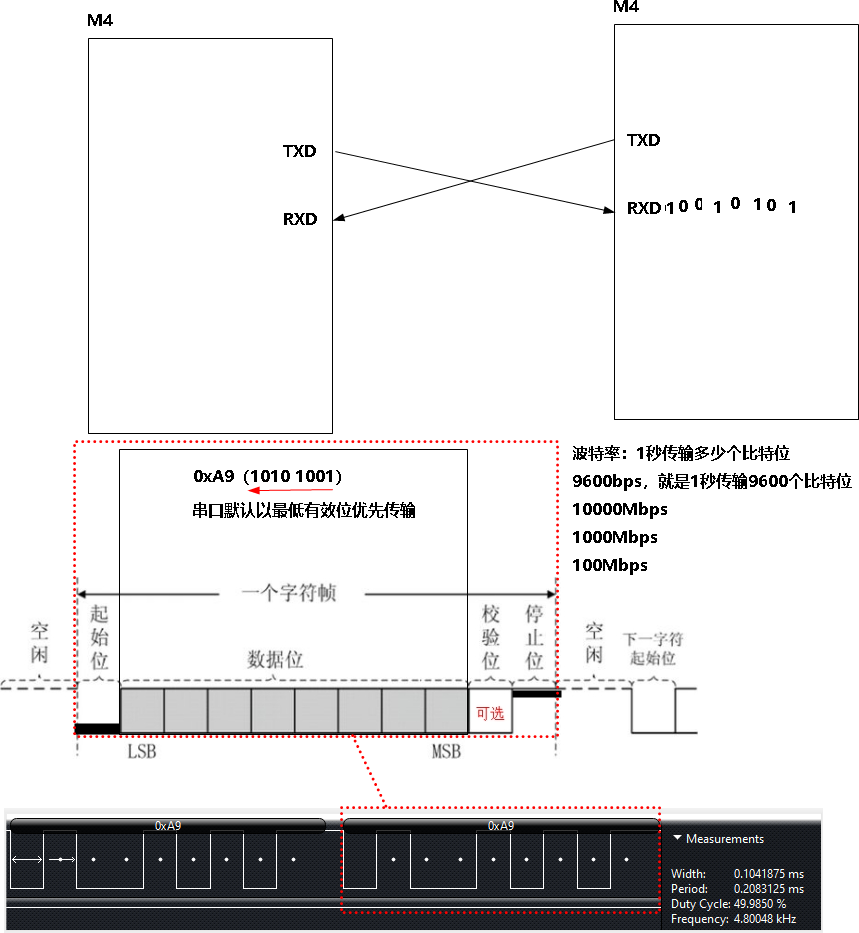 M4
M4
TXD
RXD
TXD
RXD 1 0 0 1 0 1 0 1
0xA9（1010 1001）
串口默认以最低有效位优先传输
波特率：1秒传输多少个比特位
9600bps，就是1秒传输9600个比特位
10000Mbps
1000Mbps
100Mbps
一个字符帧
空闲
起始位
数据位
校验位
停止位
空闲
下一字符
起始位
可选
LSB
MSB
0xA9
0xA9
Measurements
Width: 0.1041875 ms
Period: 0.2083125 ms
Duty Cycle: 49.9850 %
Frequency: 4.80048 kHz